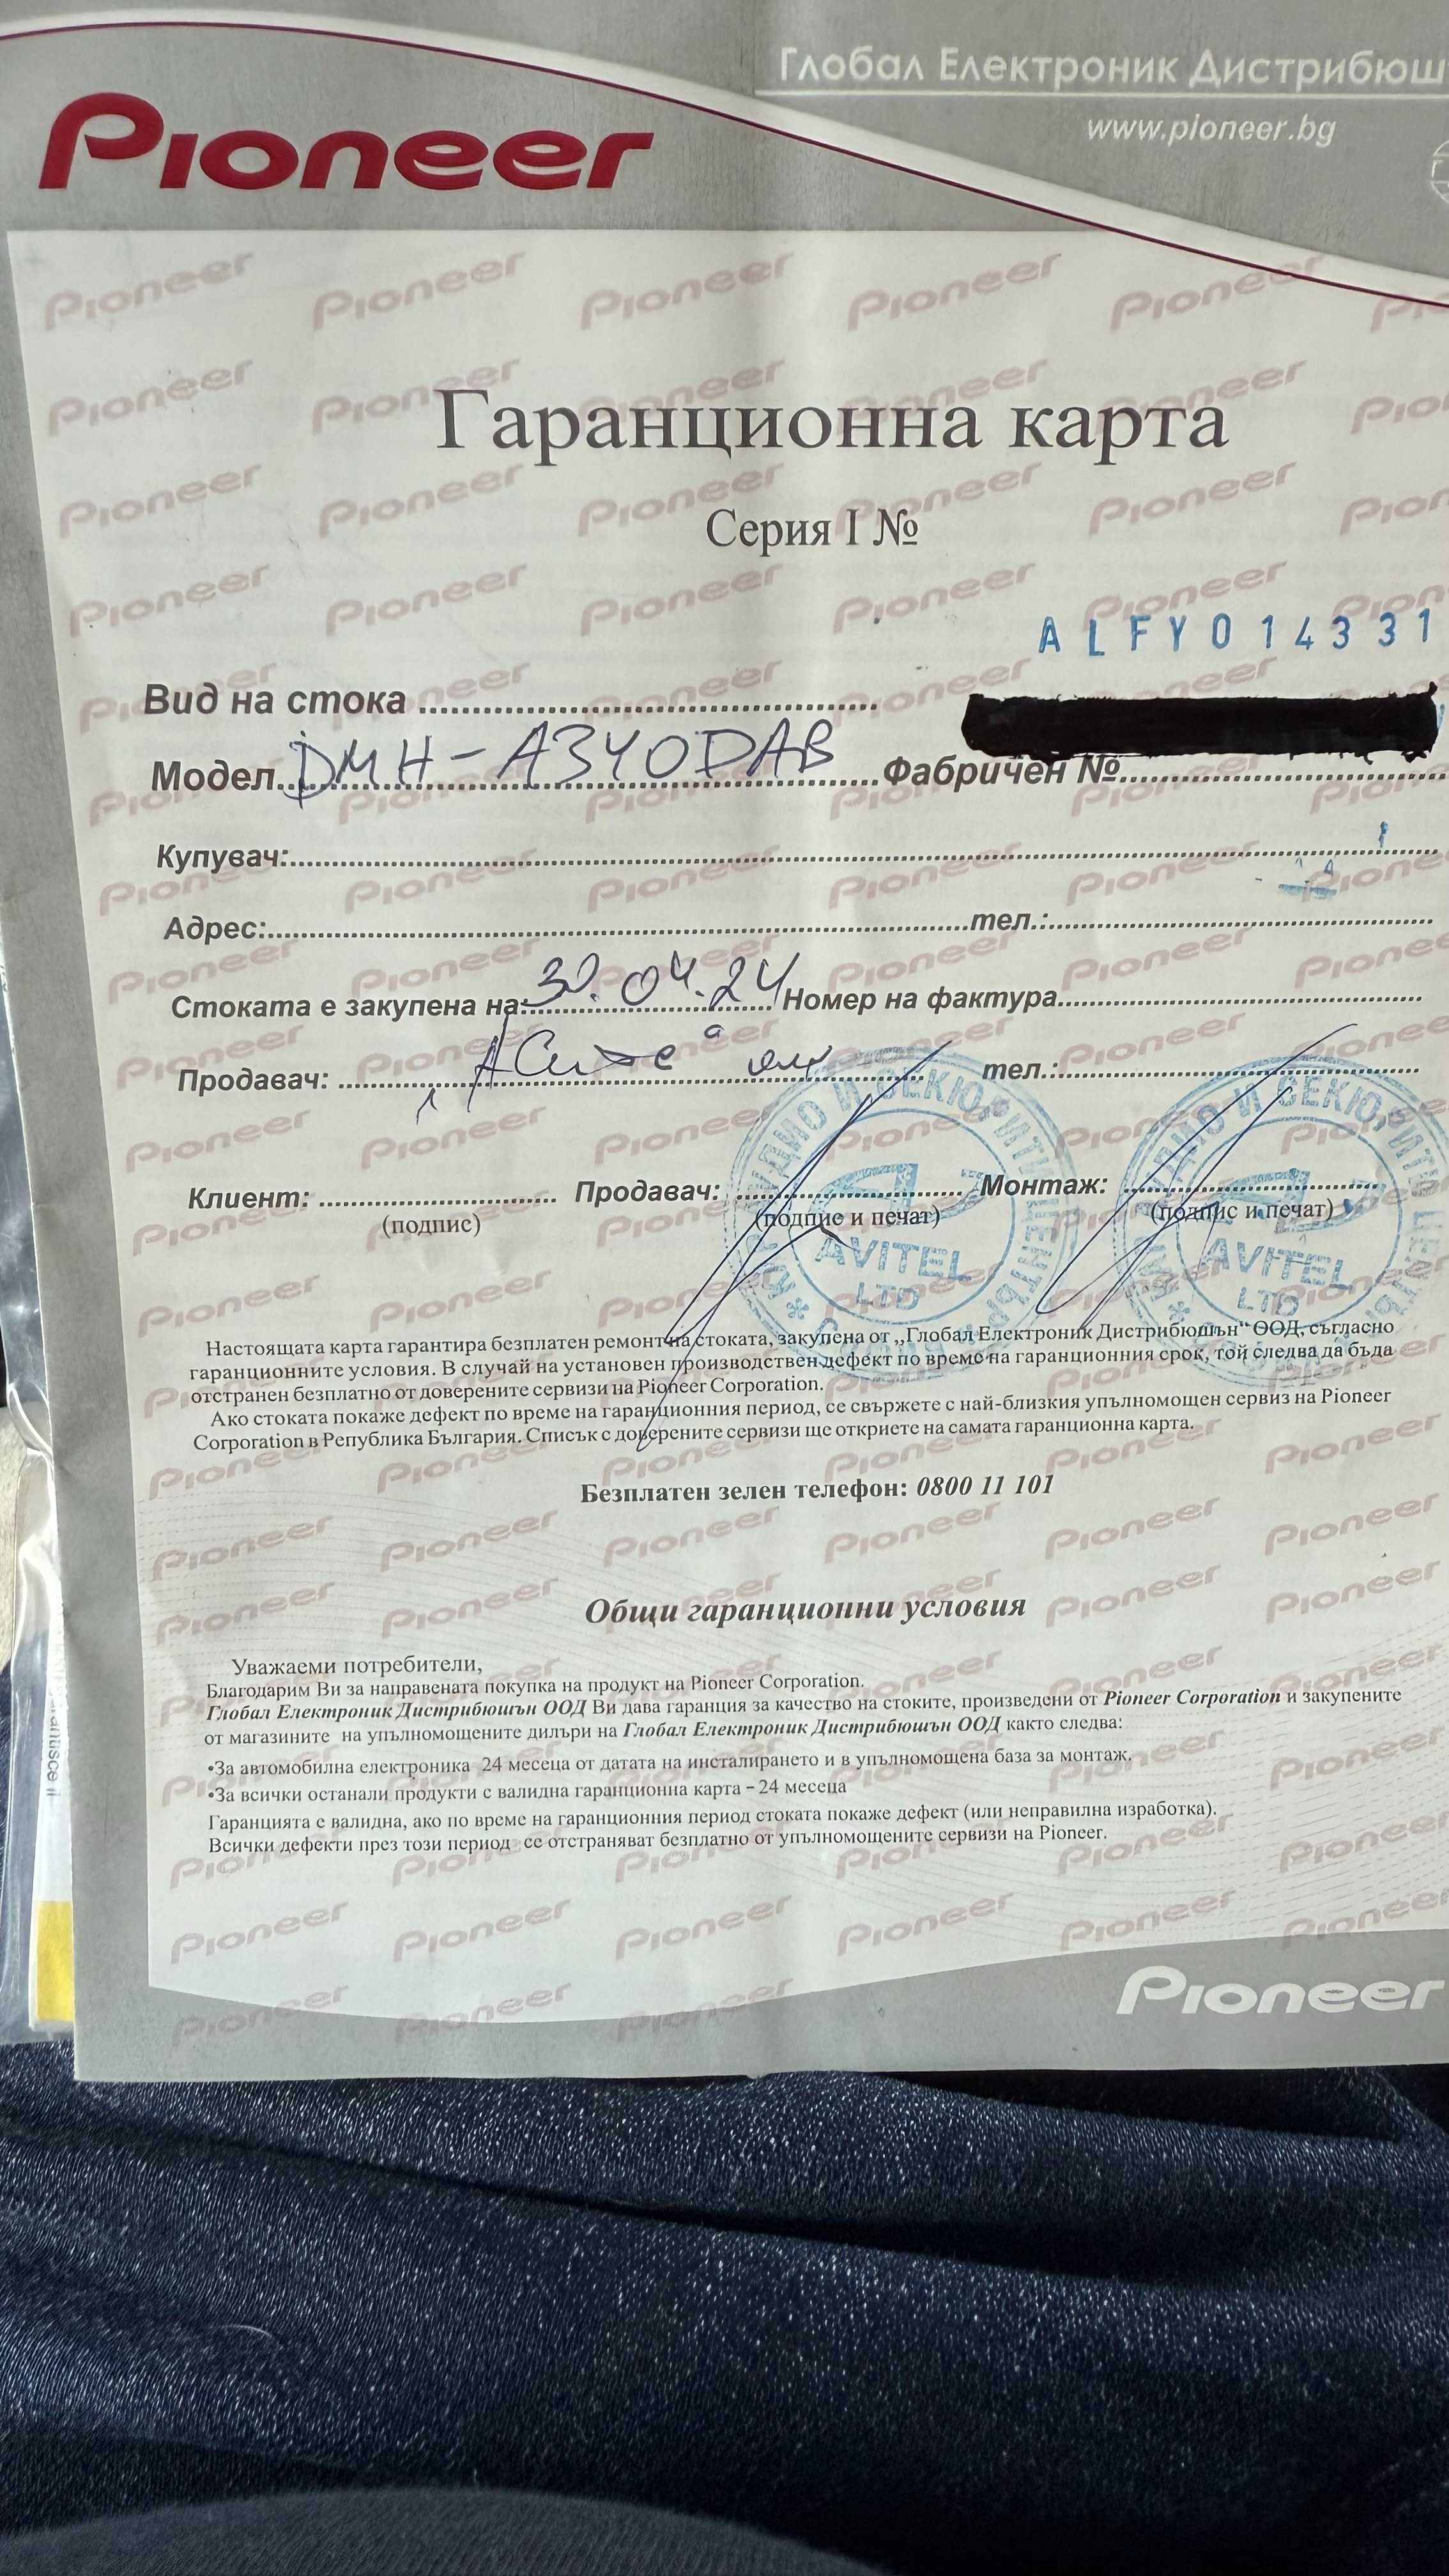 Глобал Електроник Дистрибюш
www.pioneer.bg
Pioneer
Гаранционна карта
Серия I №
ALFY014331
Вид на стока
Модел DMH-A340DAB Фабричен №
Купувач:
Адрес: тел.:
Стоката е закупена на: 30.04.24 Номер на фактура
Продавач: тел.:
Клиент: Продавач: Монтаж:
(подпис) (подпис и печат) (подпис и печат)
AVITEL AVITEL
LTD LTD
Настоящата карта гарантира безплатен ремонт на стоката, закупена от ,,Глобал Електроник Дистрибюшън“ ООД, съгласно
гаранционните условия. В случай на установен производствен дефект по време на гаранционния срок, той следва да бъда
отстранен безплатно от доверените сервизи на Pioneer Corporation.
Ако стоката покаже дефект по време на гаранционния период, се свържете с най-близкия упълномощен сервиз на Pioneer
Corporation в Република България. Списък с доверените сервизи ще откриете на самата гаранционна карта.
Безплатен зелен телефон: 0800 11 101
Общи гаранционни условия
Уважаеми потребители,
Благодарим Ви за направената покупка на продукт на Pioneer Corporation.
Глобал Електроник Дистрибюшън ООД Ви дава гаранция за качество на стоките, произведени от Pioneer Corporation и закупените
от магазините на упълномощените дилъри на Глобал Електроник Дистрибюшън ООД както следва:
•За автомобилна електроника 24 месеца от датата на инсталирането и в упълномощена база за монтаж.
•За всички останали продукти с валидна гаранционна карта – 24 месеца
Гаранцията е валидна, ако по време на гаранционния период стоката покаже дефект (или неправилна изработка).
Всички дефекти през този период се отстраняват безплатно от упълномощените сервизи на Pioneer.
Pioneer